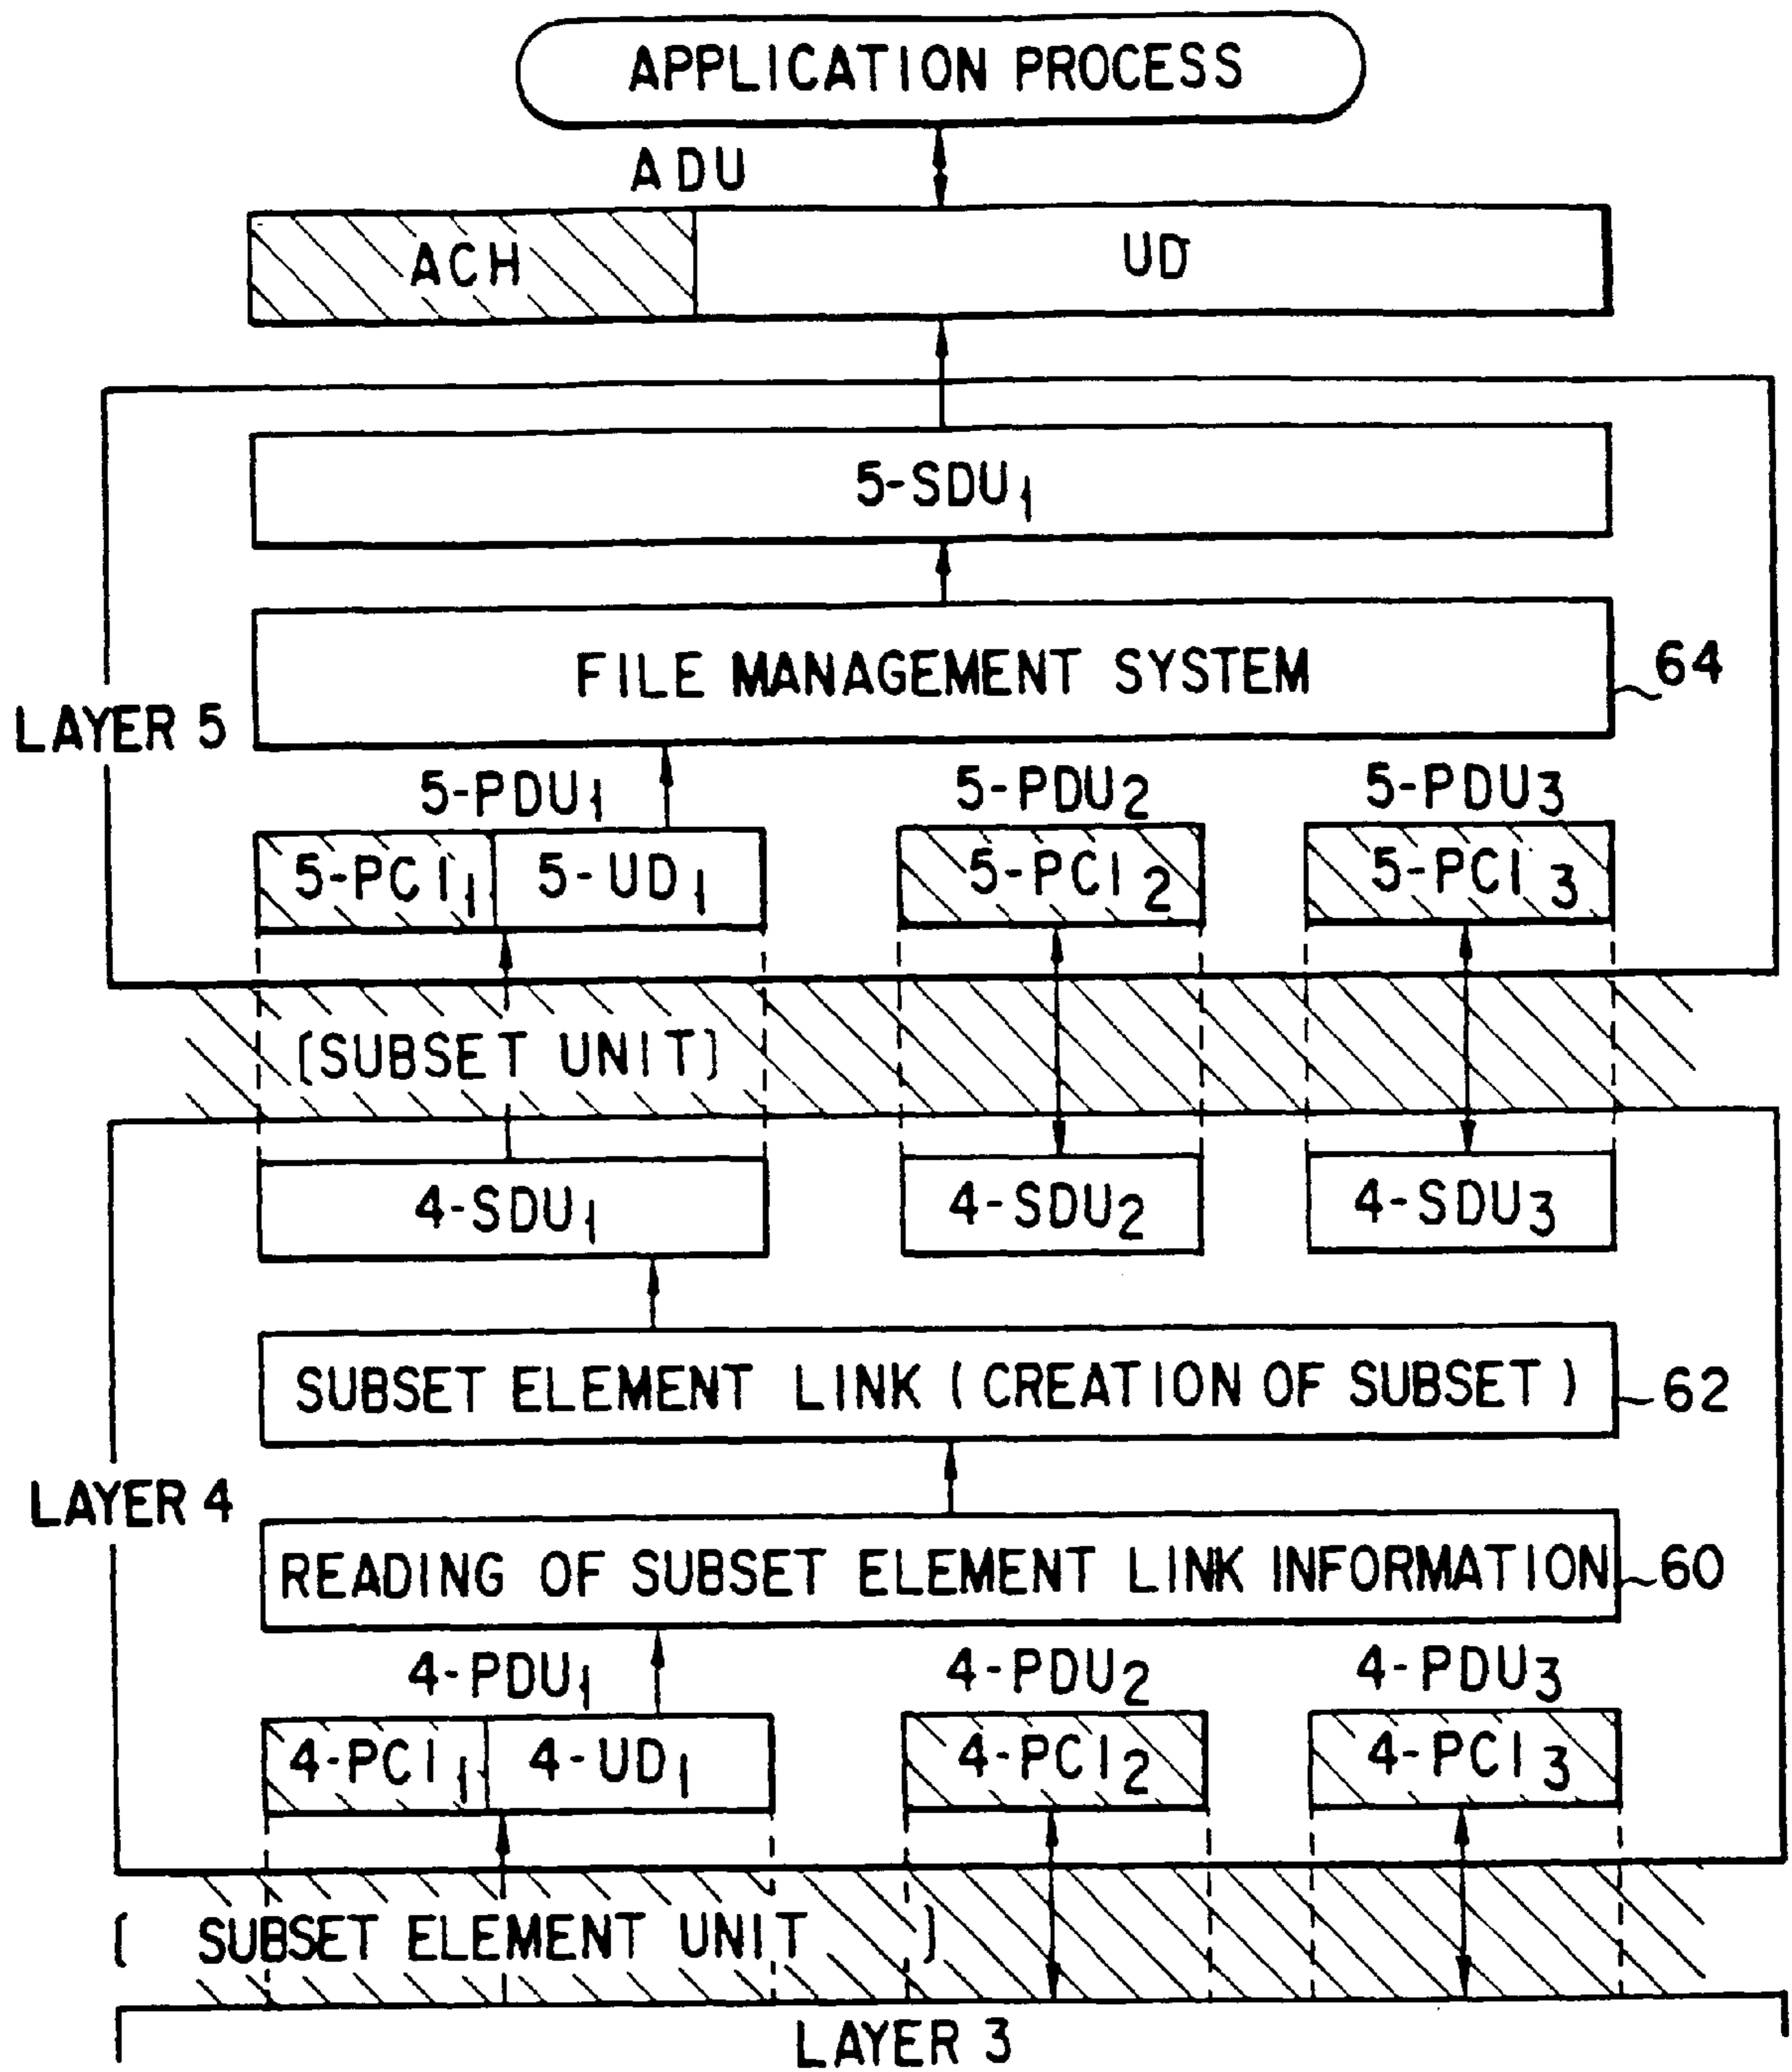 APPLICATION PROCESS
ADU
ACH UD
5-SDU1
FILE MANAGEMENT SYSTEM
64
LAYER 5
5-PDU1 5-PDU2 5-PDU3
5-PCI1 5-UD1 5-PCI2 5-PCI3
[SUBSET UNIT]
4-SDU1 4-SDU2 4-SDU3
SUBSET ELEMENT LINK (CREATION OF SUBSET)
62
LAYER 4
READING OF SUBSET ELEMENT LINK INFORMATION
60
4-PDU1 4-PDU2 4-PDU3
4-PCI1 4-UD1 4-PCI2 4-PCI3
[ SUBSET ELEMENT UNIT ]
LAYER 3